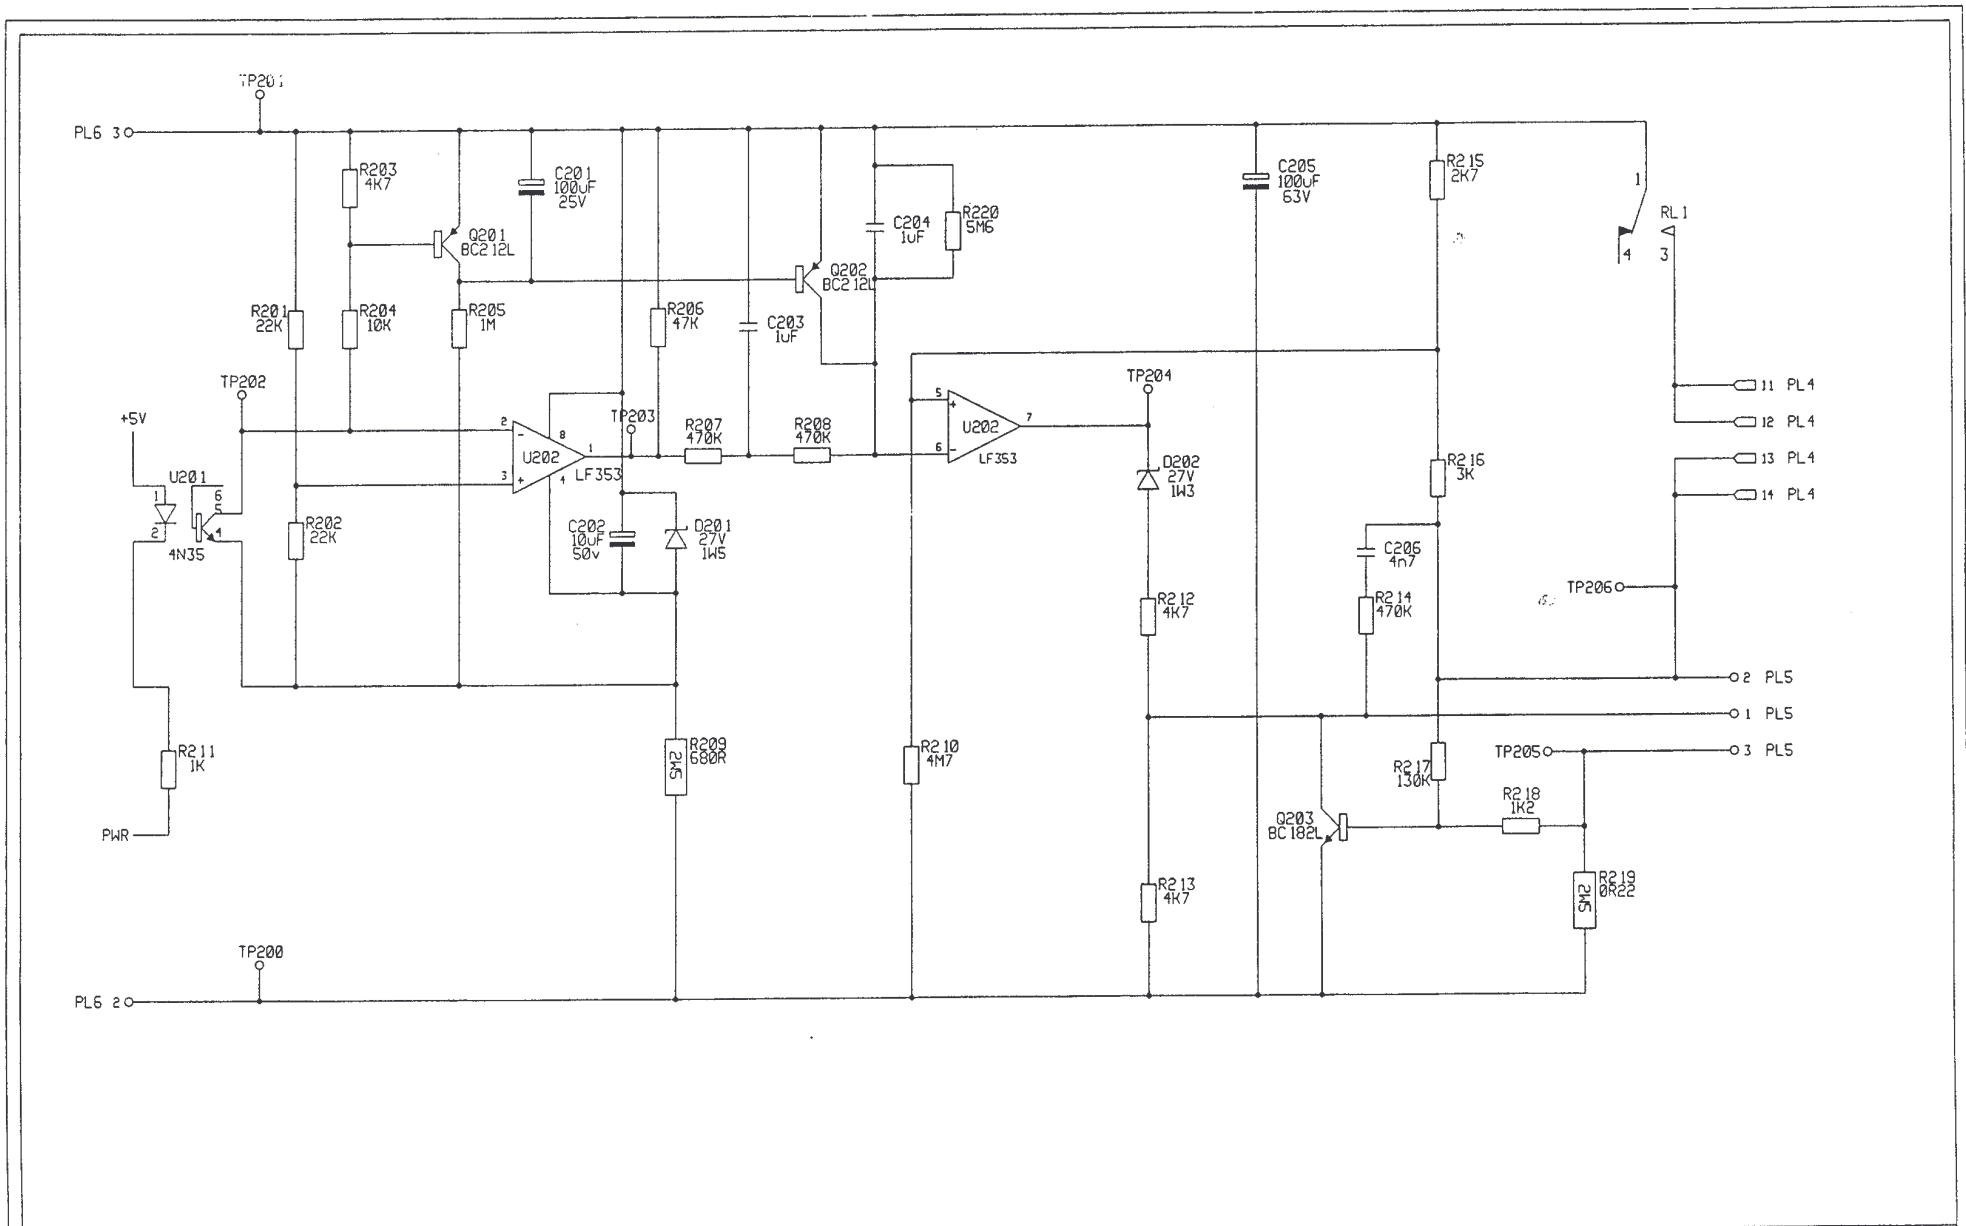 TP201
PL6 3
R203
4K7
C201
100uF
25V
C205
100uF
63V
R215
2K7
1
RL1
4
3
Q201
BC212L
C204
1uF
R220
5M6
Q202
BC212L
R201
22K
R204
10K
R205
1M
R206
47K
C203
1uF
TP202
TP204
11 PL4
12 PL4
13 PL4
14 PL4
+5V
2
-
8
TP203
1
U202
LF353
3
+
4
R207
470K
R208
470K
5
+
7
U202
6
-
LF353
D202
27V
1W3
R216
3K
U201
1
6
5
2
4
4N35
R202
22K
C202
10uF
50v
D201
27V
1W5
C206
4n7
R212
4K7
R214
470K
TP206
2 PL5
1 PL5
3 PL5
TP205
R211
1K
R209
680R
2W5
R210
4M7
R217
130K
R218
1K2
PWR
Q203
BC182L
R213
4K7
R219
0R22
2W5
TP200
PL6 2